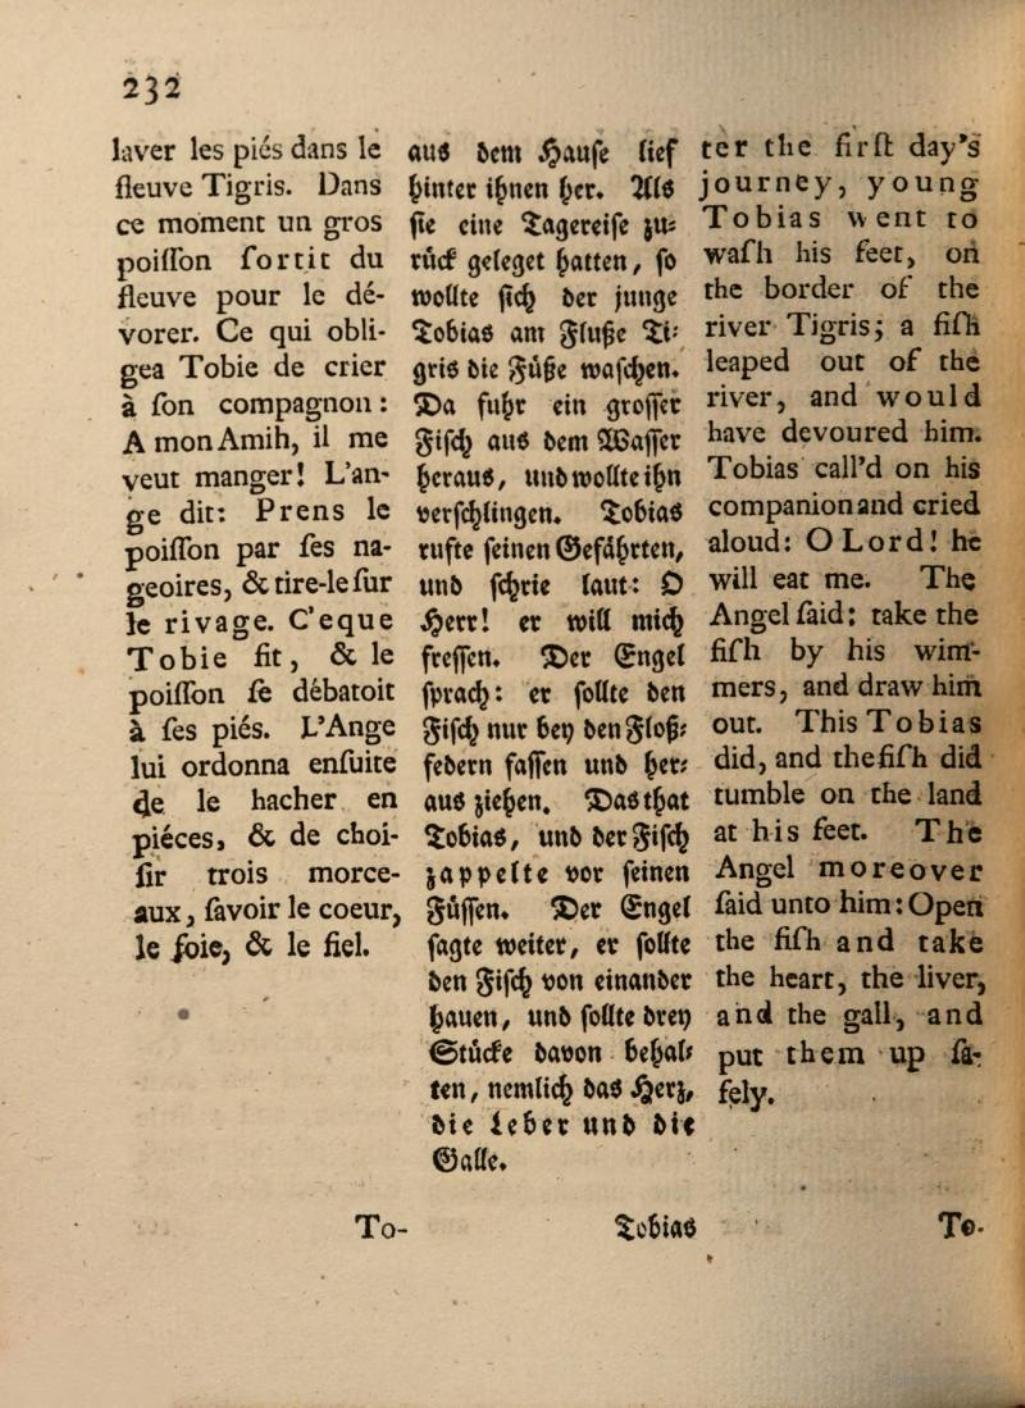 232
laver les piés dans le
fleuve Tigris. Dans
ce moment un gros
poiſſon ſortit du
fleuve pour le dé-
vorer. Ce qui obli-
gea Tobie de crier
à ſon compagnon:
A mon Amih, il me
veut manger! L'an-
ge dit: Prens le
poiſſon par ſes na-
geoires, & tire-le ſur
le rivage. C'eque
Tobie fit, & le
poiſſon ſe débatoit
à ſes piés. L'Ange
lui ordonna enſuite
de le hacher en
piéces, & de choi-
ſir trois morce-
aux, ſavoir le coeur,
le foie, & le fiel.
To-
aus dem Hauſe lief
hinter ihnen her. Als
ſie eine Tagereiſe zu-
rück geleget hatten, ſo
wollte ſich der junge
Tobias am Fluße Ti-
gris die Füße waſchen.
Da fuhr ein groſſer
Fiſch aus dem Waſſer
heraus, und wollte ihn
verſchlingen. Tobias
rufte ſeinen Gefährten,
und ſchrie laut: O
Herr! er will mich
freſſen. Der Engel
ſprach: er ſollte den
Fiſch nur bey den Floß-
federn faſſen und her-
aus ziehen. Das that
Tobias, und der Fiſch
zappelte vor ſeinen
Füſſen. Der Engel
ſagte weiter, er ſollte
den Fiſch von einander
hauen, und ſollte drey
Stücke davon behal-
ten, nemlich das Herz,
die Leber und die
Galle.
Tobias
ter the firſt day's
journey, young
Tobias went to
waſh his feet, on
the border of the
river Tigris; a fiſh
leaped out of the
river, and would
have devoured him.
Tobias call'd on his
companion and cried
aloud: O Lord! he
will eat me. The
Angel ſaid: take the
fiſh by his wim-
mers, and draw him
out. This Tobias
did, and the fiſh did
tumble on the land
at his feet. The
Angel moreover
ſaid unto him: Open
the fiſh and take
the heart, the liver,
and the gall, and
put them up ſa-
fely.
To-